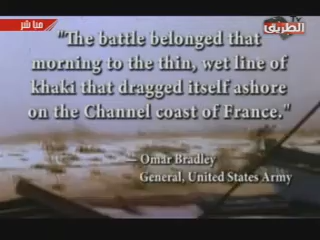 مباشر
الطريق TV
"The battle belonged that
morning to the thin, wet line of
khaki that dragged itself ashore
on the Channel coast of France."
— Omar Bradley
General, United States Army